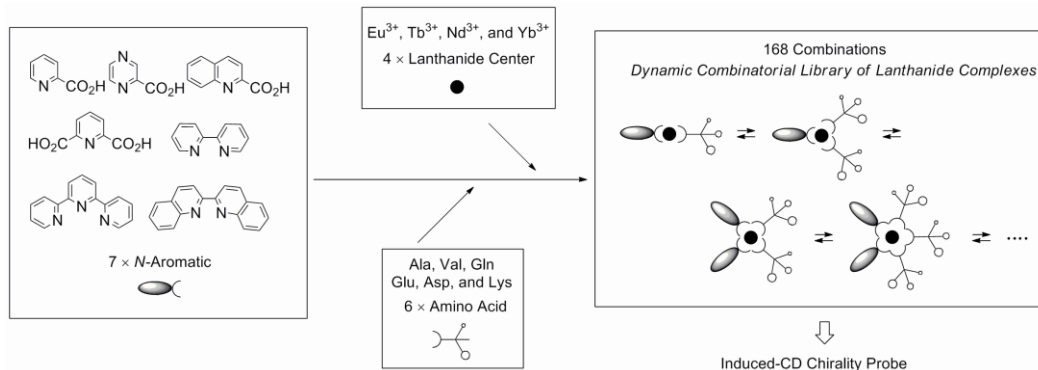 N
CO₂H
N
N
CO₂H
N
CO₂H
HO₂C
N
CO₂H
N
N
N
N
N
N
N
7 × N-Aromatic
Eu³⁺, Tb³⁺, Nd³⁺, and Yb³⁺
4 × Lanthanide Center
Ala, Val, Gln
Glu, Asp, and Lys
6 × Amino Acid
168 Combinations
Dynamic Combinatorial Library of Lanthanide Complexes
....
Induced-CD Chirality Probe